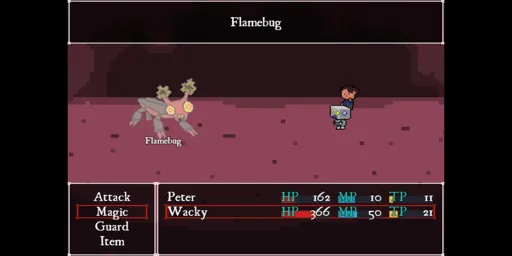 Flamebug
Flamebug
Attack
Magic
Guard
Item
Peter HP 162 MP 10 TP 11
Wacky HP 366 MP 50 TP 21